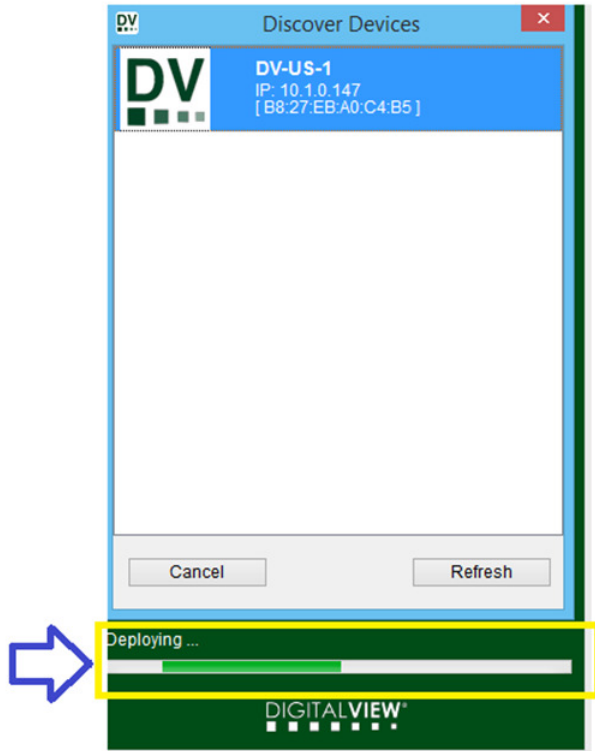 DV
Discover Devices
DV
DV-US-1
IP: 10.1.0.147
[ B8:27:EB:A0:C4:B5 ]
Cancel
Refresh
Deploying ...
DIGITALVIEW®